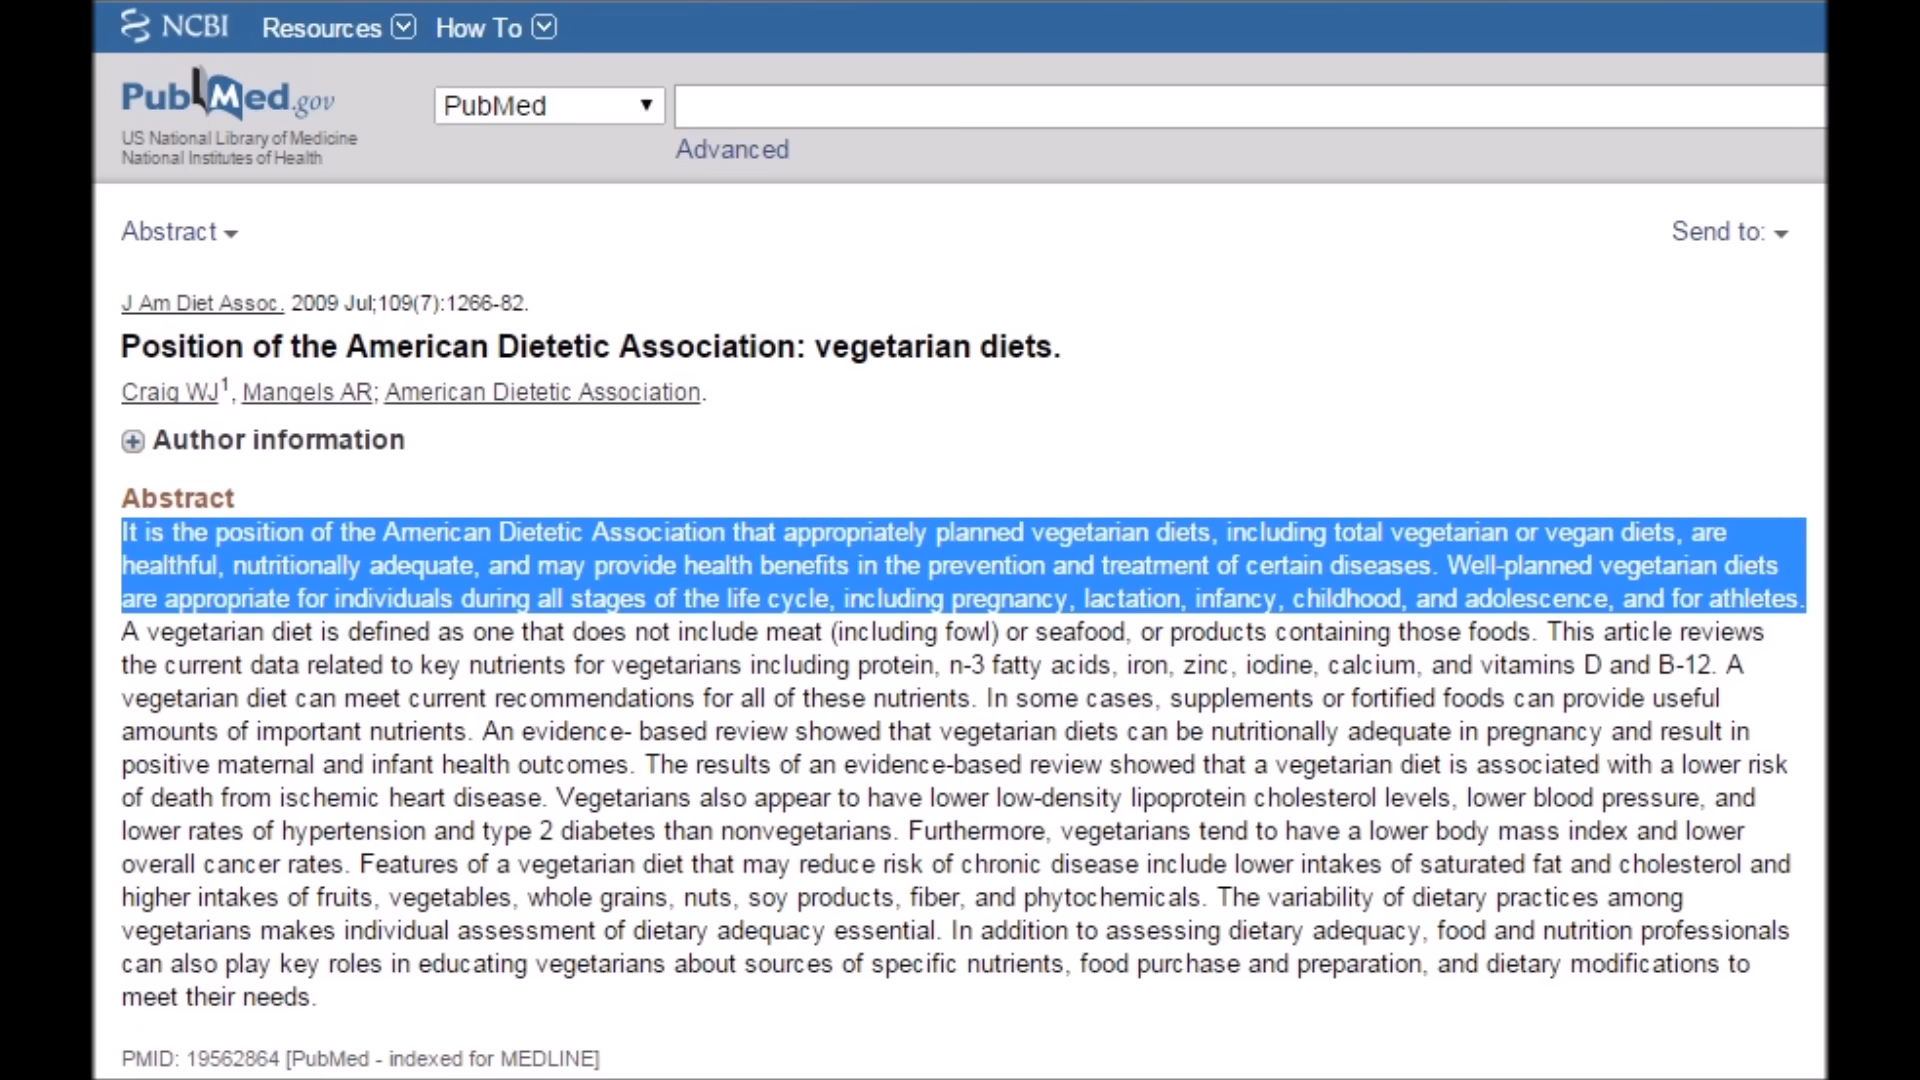 NCBI Resources How To
PubMed.gov
US National Library of Medicine
National Institutes of Health
PubMed
Advanced
Abstract
Send to:
J Am Diet Assoc. 2009 Jul;109(7):1266-82.
Position of the American Dietetic Association: vegetarian diets.
Craig WJ1, Mangels AR; American Dietetic Association.
Author information
Abstract
It is the position of the American Dietetic Association that appropriately planned vegetarian diets, including total vegetarian or vegan diets, are
healthful, nutritionally adequate, and may provide health benefits in the prevention and treatment of certain diseases. Well-planned vegetarian diets
are appropriate for individuals during all stages of the life cycle, including pregnancy, lactation, infancy, childhood, and adolescence, and for athletes.
A vegetarian diet is defined as one that does not include meat (including fowl) or seafood, or products containing those foods. This article reviews
the current data related to key nutrients for vegetarians including protein, n-3 fatty acids, iron, zinc, iodine, calcium, and vitamins D and B-12. A
vegetarian diet can meet current recommendations for all of these nutrients. In some cases, supplements or fortified foods can provide useful
amounts of important nutrients. An evidence- based review showed that vegetarian diets can be nutritionally adequate in pregnancy and result in
positive maternal and infant health outcomes. The results of an evidence-based review showed that a vegetarian diet is associated with a lower risk
of death from ischemic heart disease. Vegetarians also appear to have lower low-density lipoprotein cholesterol levels, lower blood pressure, and
lower rates of hypertension and type 2 diabetes than nonvegetarians. Furthermore, vegetarians tend to have a lower body mass index and lower
overall cancer rates. Features of a vegetarian diet that may reduce risk of chronic disease include lower intakes of saturated fat and cholesterol and
higher intakes of fruits, vegetables, whole grains, nuts, soy products, fiber, and phytochemicals. The variability of dietary practices among
vegetarians makes individual assessment of dietary adequacy essential. In addition to assessing dietary adequacy, food and nutrition professionals
can also play key roles in educating vegetarians about sources of specific nutrients, food purchase and preparation, and dietary modifications to
meet their needs.
PMID: 19562864 [PubMed - indexed for MEDLINE]